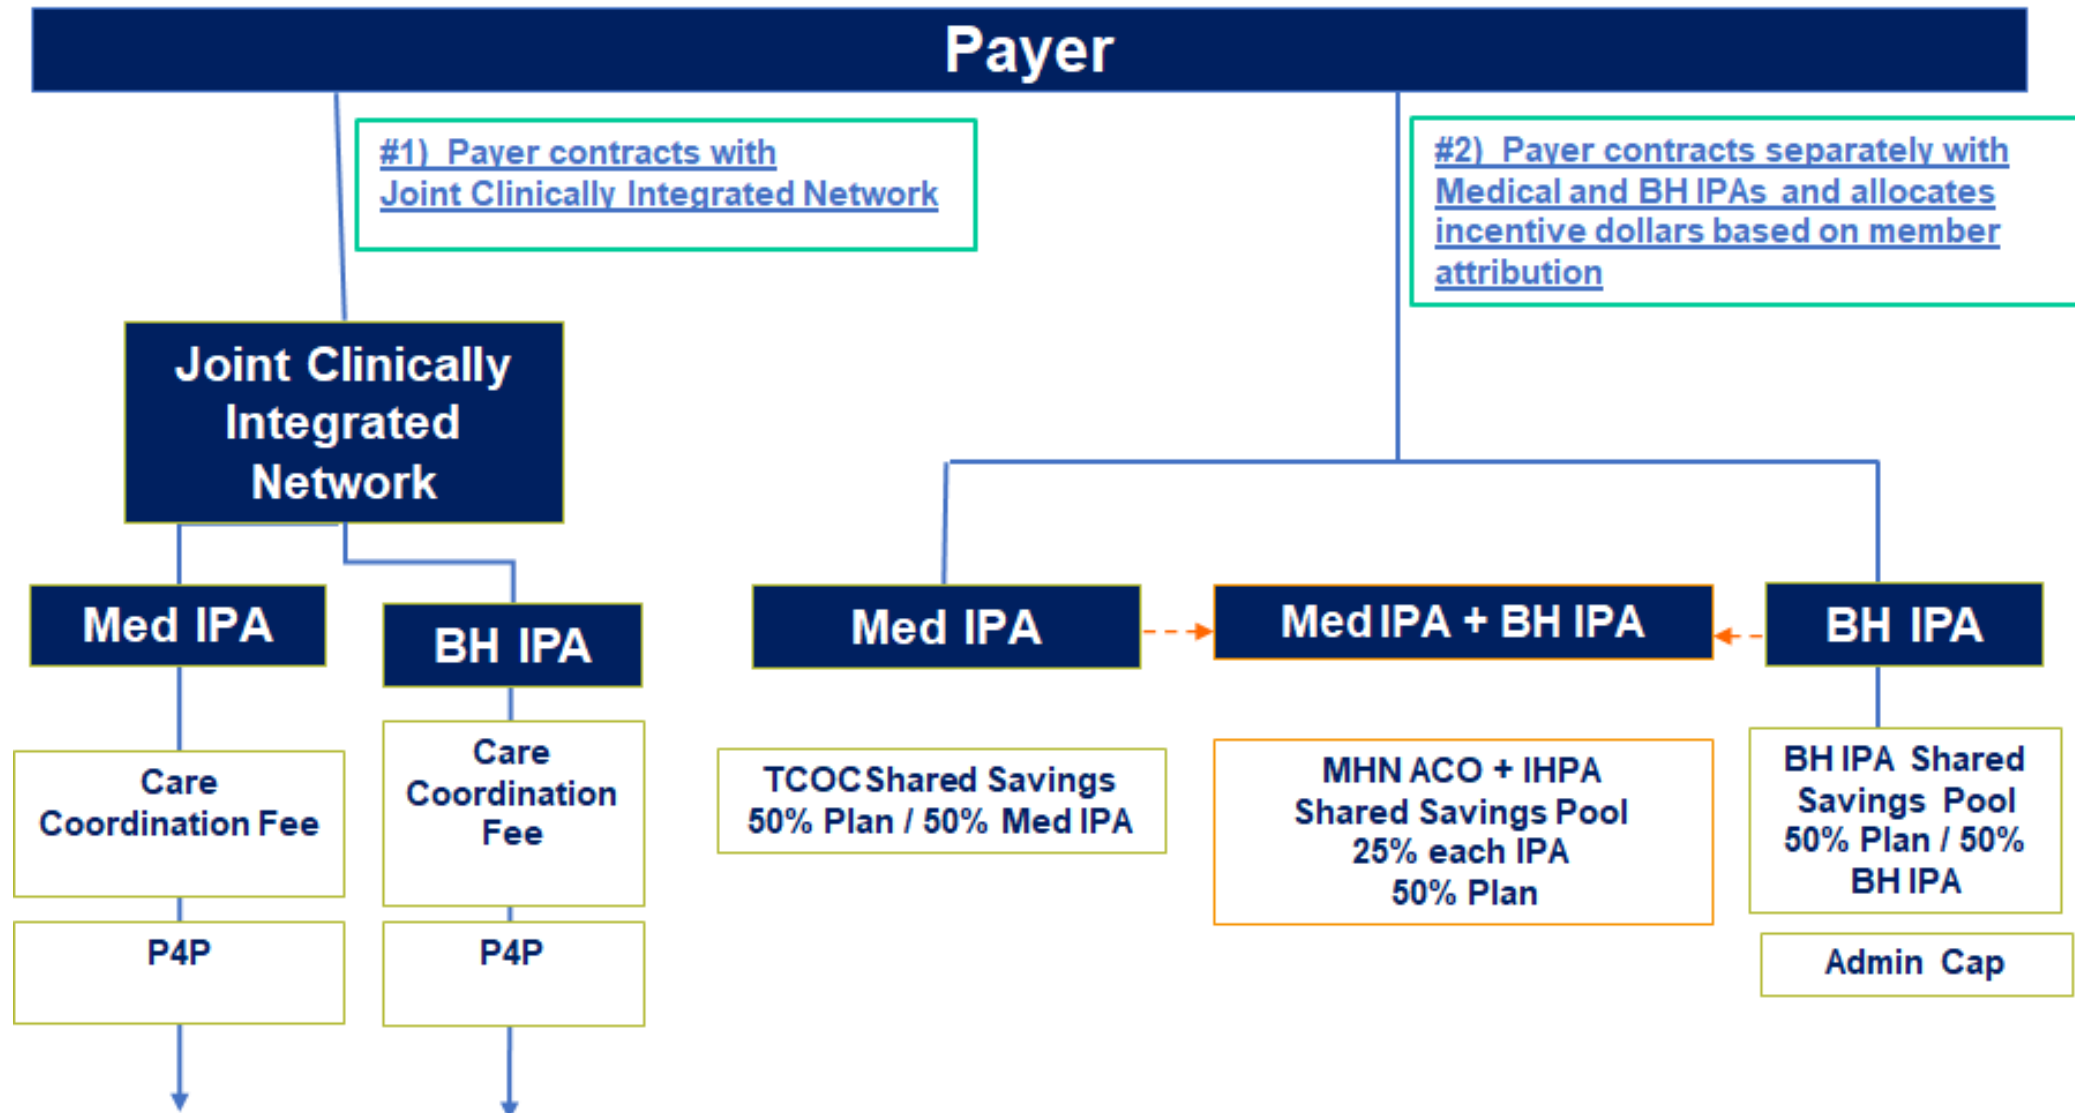 Payer
#1)  Payer contracts with
Joint Clinically Integrated Network
#2)  Payer contracts separately with
Medical and BH IPAs and allocates
incentive dollars based on member
attribution
Joint Clinically
Integrated
Network
Med IPA
BH IPA
Care
Coordination Fee
Care
Coordination
Fee
P4P
P4P
Med IPA
Med IPA + BH IPA
BH IPA
TCOC Shared Savings
50% Plan / 50% Med IPA
MHN ACO + IHPA
Shared Savings Pool
25% each IPA
50% Plan
BH IPA Shared
Savings Pool
50% Plan / 50%
BH IPA
Admin Cap